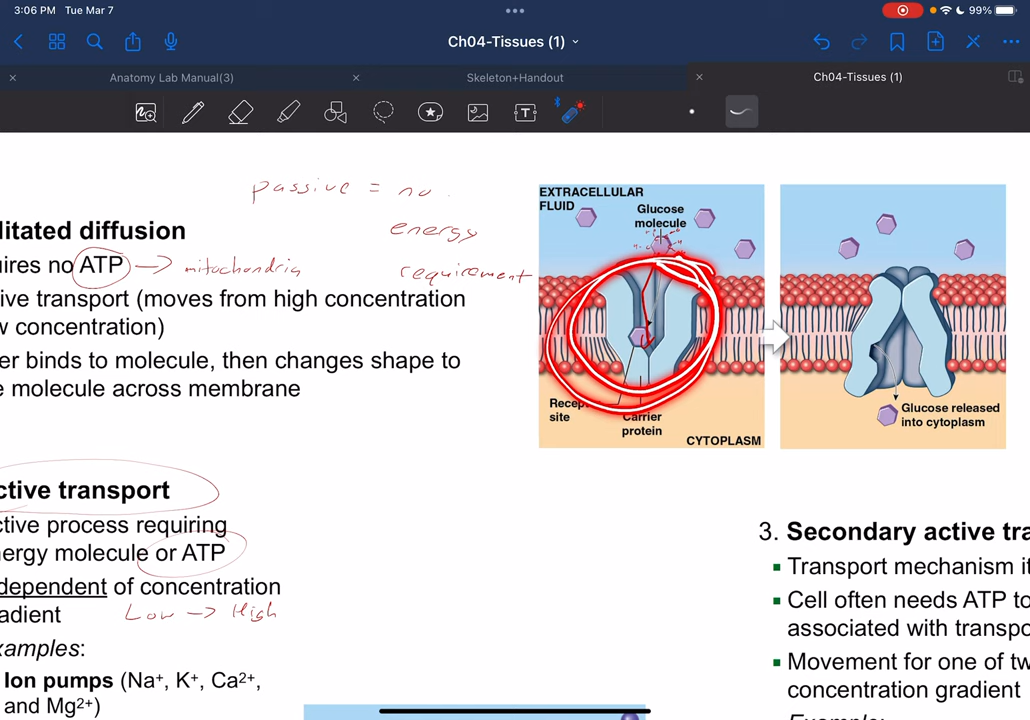 3:06 PM Tue Mar 7
99%
Ch04-Tissues (1)
Anatomy Lab Manual(3)
Skeleton+Handout
Ch04-Tissues (1)
passive = no
energy
requirement
litated diffusion
uires no ATP → mitochondria
ive transport (moves from high concentration
w concentration)
er binds to molecule, then changes shape to
e molecule across membrane
EXTRACELLULAR
FLUID
Glucose
molecule
Recep
site
Carrier
protein
CYTOPLASM
Glucose released
into cytoplasm
ctive transport
ctive process requiring
nergy molecule or ATP
dependent of concentration
adient
Low → High
xamples:
Ion pumps (Na+, K+, Ca2+,
and Mg2+)
3. Secondary active tra
Transport mechanism it
Cell often needs ATP to
associated with transpo
Movement for one of tw
concentration gradient
Example: